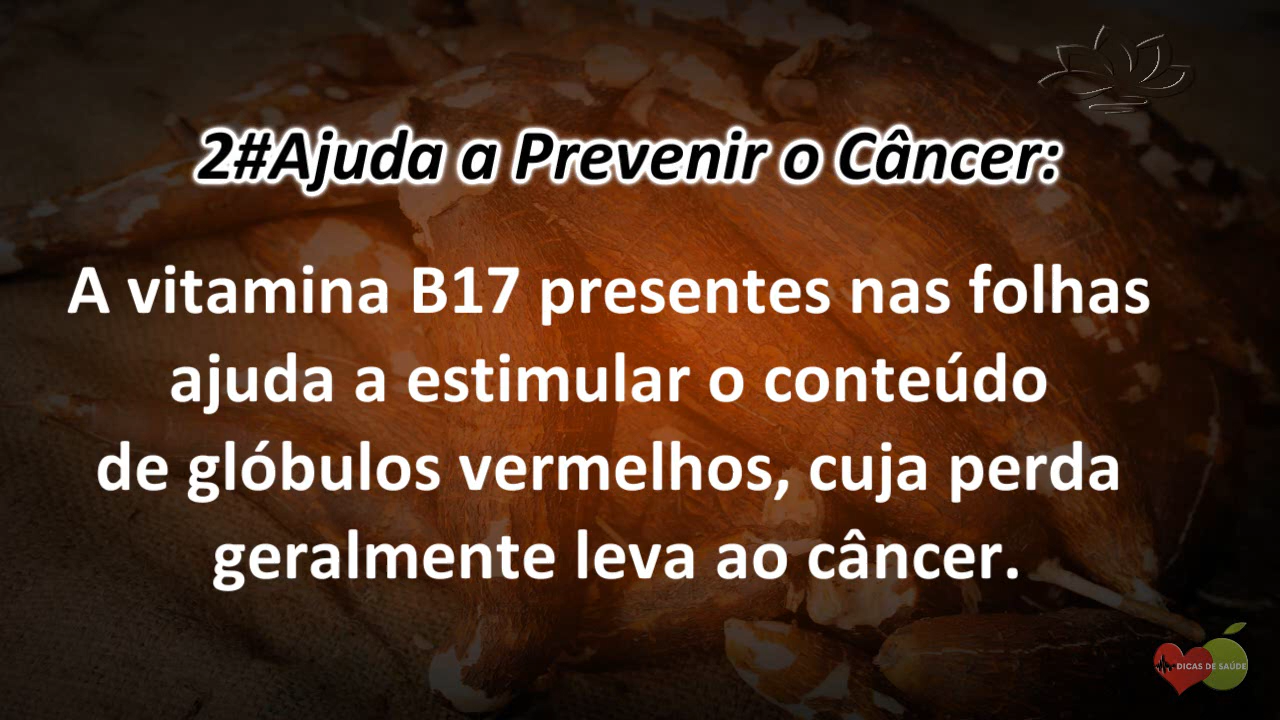 2#Ajuda a Prevenir o Câncer:
A vitamina B17 presentes nas folhas
ajuda a estimular o conteúdo
de glóbulos vermelhos, cuja perda
geralmente leva ao câncer.
DICAS DE SAÚDE